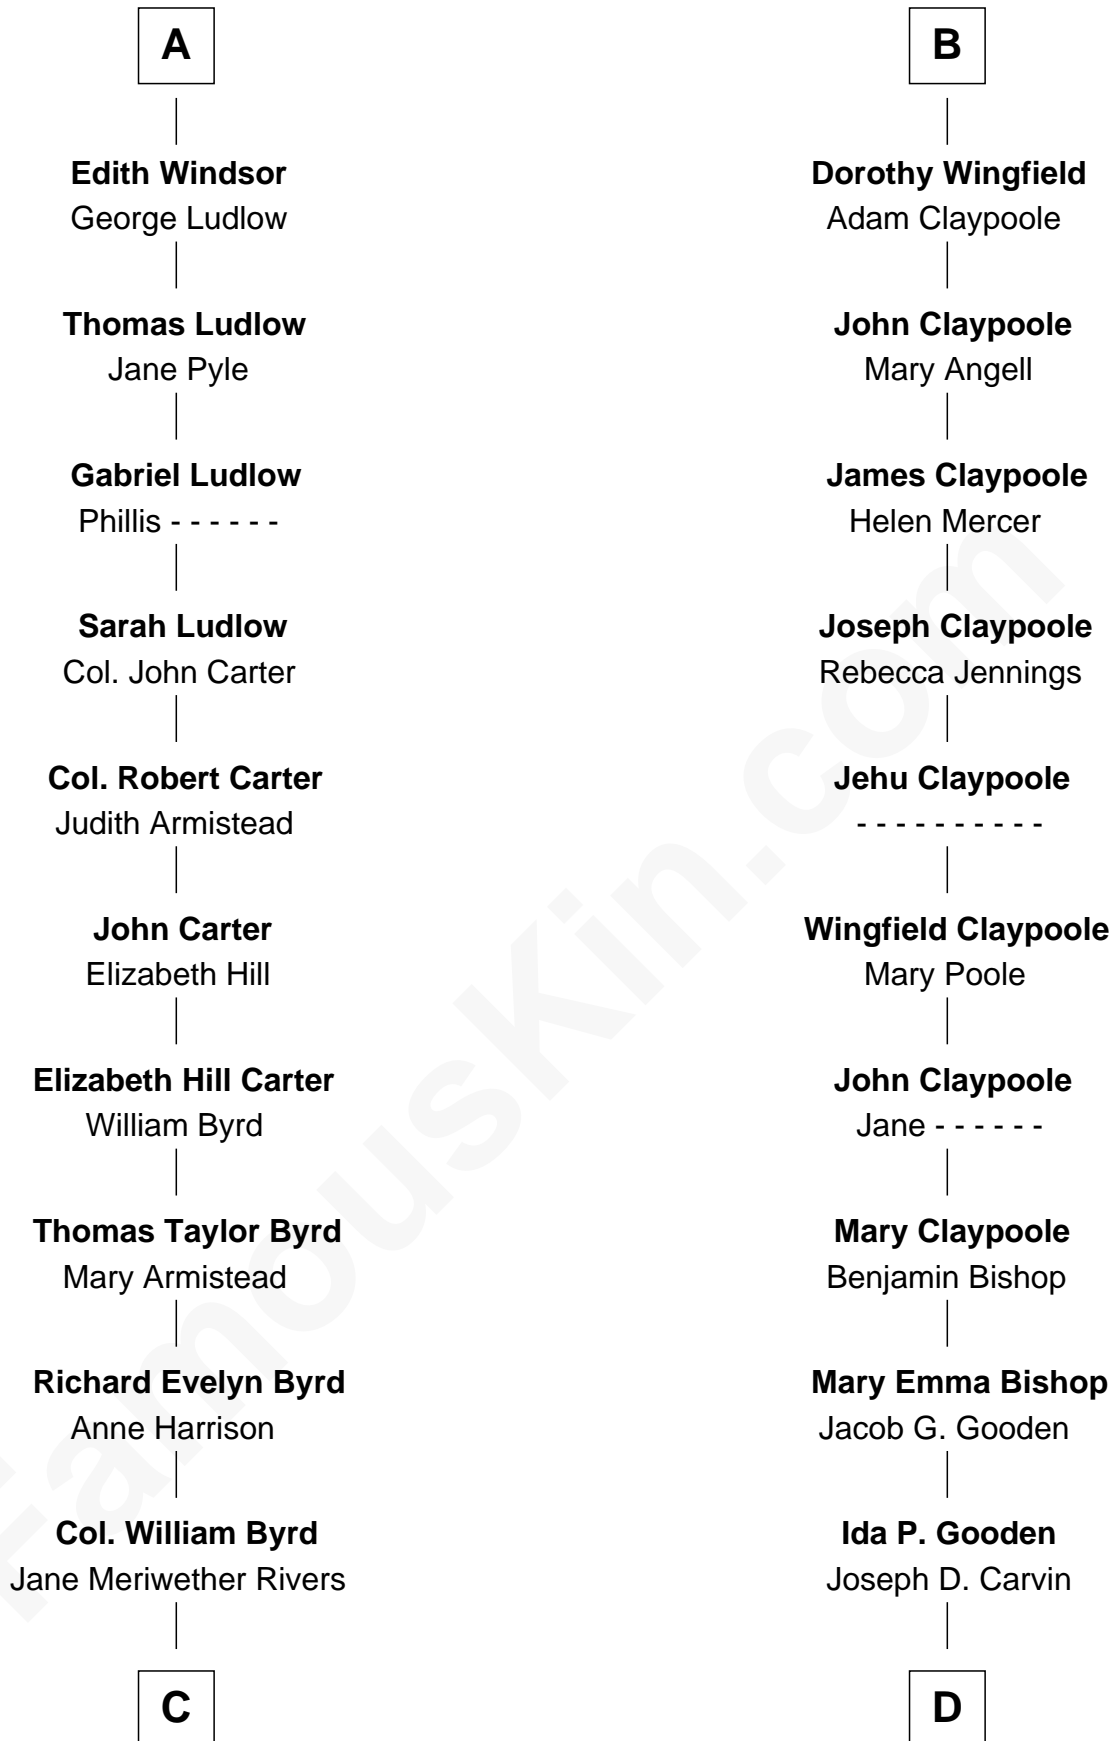 A
Edith Windsor
George Ludlow
Thomas Ludlow
Jane Pyle
Gabriel Ludlow
Phillis - - - - - -
Sarah Ludlow
Col. John Carter
Col. Robert Carter
Judith Armistead
John Carter
Elizabeth Hill
Elizabeth Hill Carter
William Byrd
Thomas Taylor Byrd
Mary Armistead
Richard Evelyn Byrd
Anne Harrison
Col. William Byrd
Jane Meriwether Rivers
C
B
Dorothy Wingfield
Adam Claypoole
John Claypoole
Mary Angell
James Claypoole
Helen Mercer
Joseph Claypoole
Rebecca Jennings
Jehu Claypoole
- - - - - - - - - -
Wingfield Claypoole
Mary Poole
John Claypoole
Jane - - - - - -
Mary Claypoole
Benjamin Bishop
Mary Emma Bishop
Jacob G. Gooden
Ida P. Gooden
Joseph D. Carvin
D
FamousKin.com